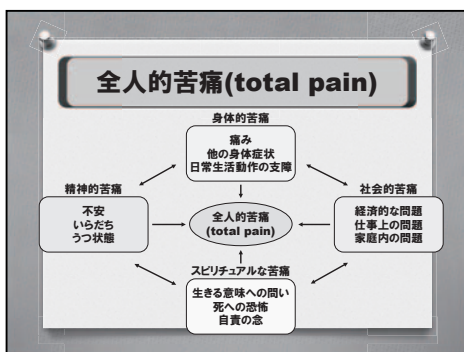 全人的苦痛(total pain)
身体的苦痛
痛み
他の身体症状
日常生活動作の支障
精神的苦痛
不安
いらだち
うつ状態
全人的苦痛
(total pain)
社会的苦痛
経済的な問題
仕事上の問題
家庭内の問題
スピリチュアルな苦痛
生きる意味への問い
死への恐怖
自責の念